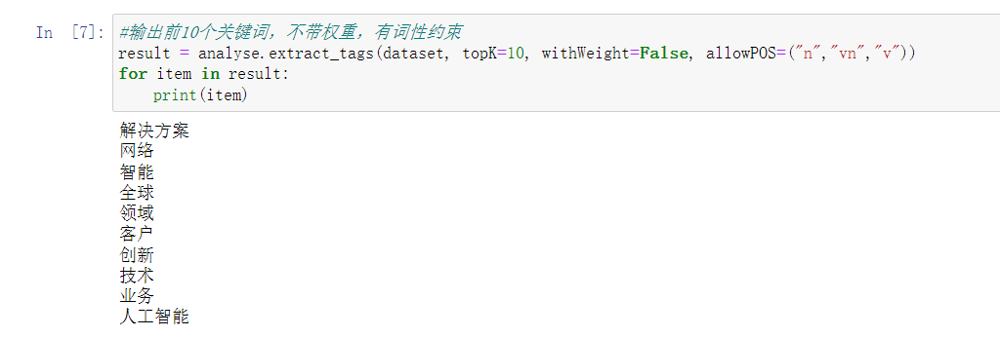 In [7]: #输出前10个关键词，不带权重，有词性约束
result = analyse.extract_tags(dataset, topK=10, withWeight=False, allowPOS=("n","vn","v"))
for item in result:
    print(item)
解决方案
网络
智能
全球
领域
客户
创新
技术
业务
人工智能